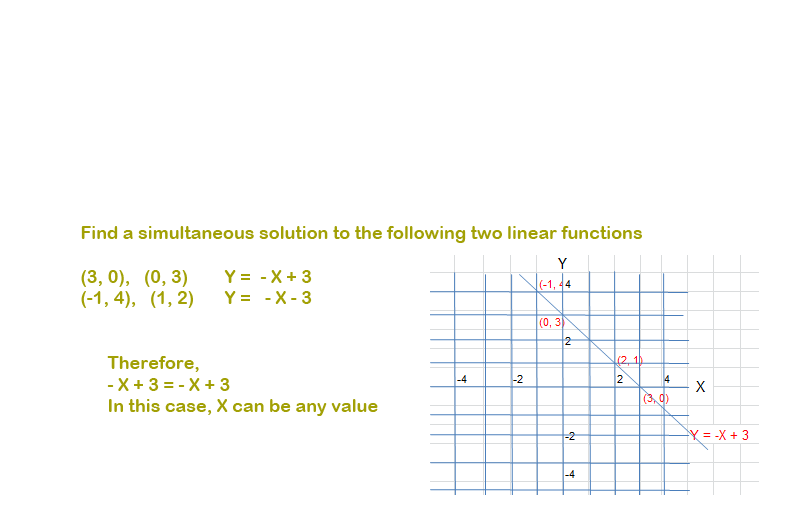 Find a simultaneous solution to the following two linear functions
(3, 0), (0, 3) Y = - X + 3
(-1, 4), (1, 2) Y = - X - 3
Therefore,
- X + 3 = - X + 3
In this case, X can be any value
Y
(-1, 4
4
(0, 3)
2
(2, 1)
-4
-2
2
4
X
(3, 0)
-2
Y = -X + 3
-4